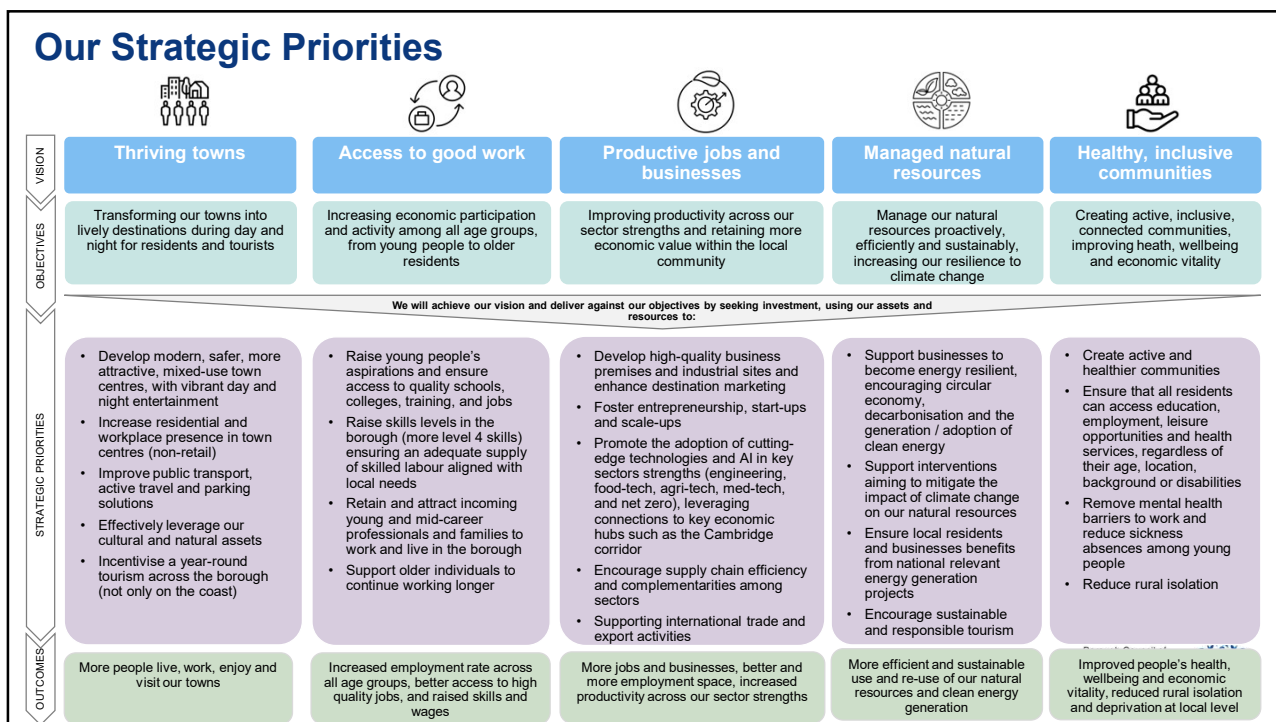 Our Strategic Priorities
VISION
Thriving towns
Access to good work
Productive jobs and
businesses
Managed natural
resources
Healthy, inclusive
communities
OBJECTIVES
Transforming our towns into
lively destinations during day and
night for residents and tourists
Increasing economic participation
and activity among all age groups,
from young people to older
residents
Improving productivity across our
sector strengths and retaining more
economic value within the local
community
Manage our natural
resources proactively,
efficiently and sustainably,
increasing our resilience to
climate change
Creating active, inclusive,
connected communities,
improving heath, wellbeing
and economic vitality
We will achieve our vision and deliver against our objectives by seeking investment, using our assets and
resources to:
STRATEGIC PRIORITIES
• Develop modern, safer, more
attractive, mixed-use town
centres, with vibrant day and
night entertainment
• Increase residential and
workplace presence in town
centres (non-retail)
• Improve public transport,
active travel and parking
solutions
• Effectively leverage our
cultural and natural assets
• Incentivise a year-round
tourism across the borough
(not only on the coast)
• Raise young people's
aspirations and ensure
access to quality schools,
colleges, training, and jobs
• Raise skills levels in the
borough (more level 4 skills)
ensuring an adequate supply
of skilled labour aligned with
local needs
• Retain and attract incoming
young and mid-career
professionals and families to
work and live in the borough
• Support older individuals to
continue working longer
• Develop high-quality business
premises and industrial sites and
enhance destination marketing
• Foster entrepreneurship, start-ups
and scale-ups
• Promote the adoption of cutting-
edge technologies and AI in key
sectors strengths (engineering,
food-tech, agri-tech, med-tech,
and net zero), leveraging
connections to key economic
hubs such as the Cambridge
corridor
• Encourage supply chain efficiency
and complementarities among
sectors
• Supporting international trade and
export activities
• Support businesses to
become energy resilient,
encouraging circular
economy,
decarbonisation and the
generation / adoption of
clean energy
• Support interventions
aiming to mitigate the
impact of climate change
on our natural resources
• Ensure local residents
and businesses benefits
from national relevant
energy generation
projects
• Encourage sustainable
and responsible tourism
• Create active and
healthier communities
• Ensure that all residents
can access education,
employment, leisure
opportunities and health
services, regardless of
their age, location,
background or disabilities
• Remove mental health
barriers to work and
reduce sickness
absences among young
people
• Reduce rural isolation
OUTCOMES
More people live, work, enjoy and
visit our towns
Increased employment rate across
all age groups, better access to high
quality jobs, and raised skills and
wages
More jobs and businesses, better and
more employment space, increased
productivity across our sector strengths
More efficient and sustainable
use and re-use of our natural
resources and clean energy
generation
Improved people's health,
wellbeing and economic
vitality, reduced rural isolation
and deprivation at local level